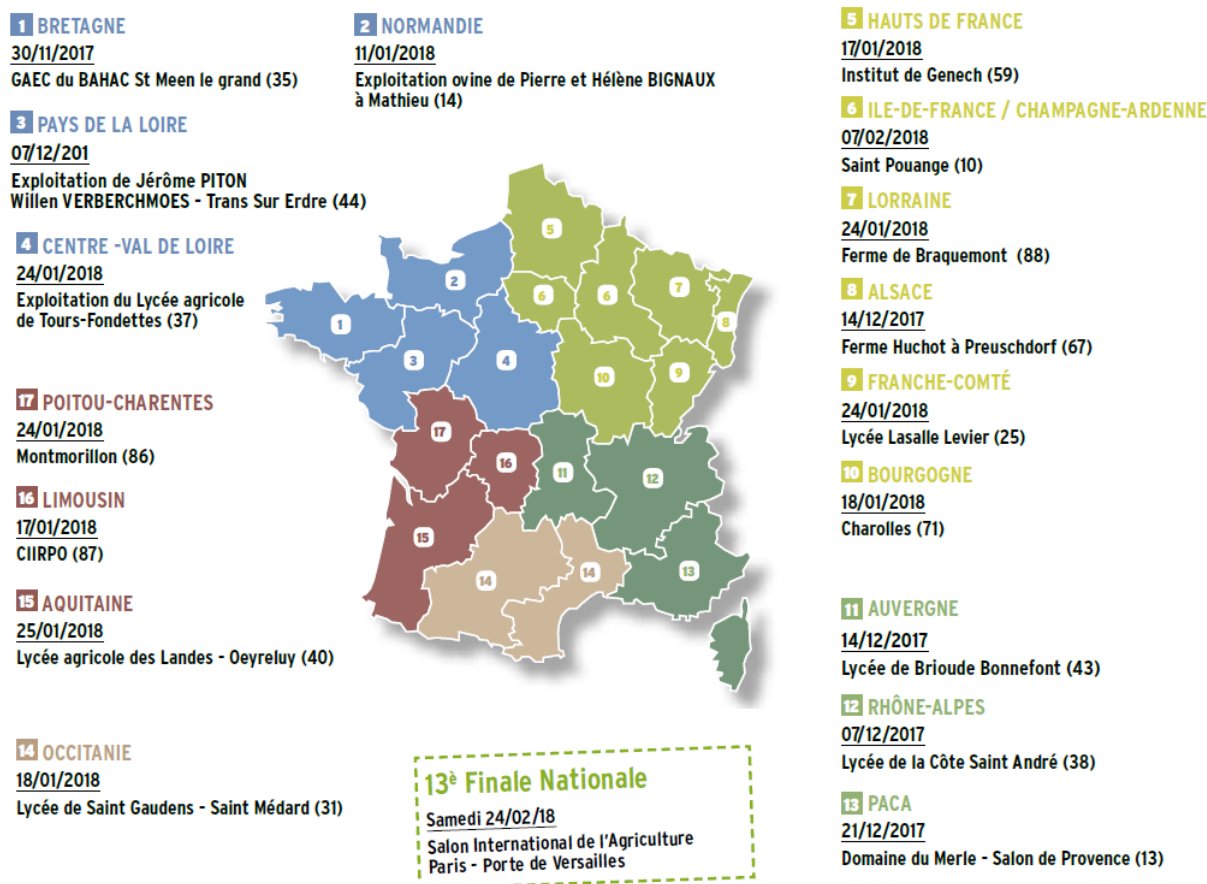 1 BRETAGNE
30/11/2017
GAEC du BAHAC St Meen le grand (35)
2 NORMANDIE
11/01/2018
Exploitation ovine de Pierre et Hélène BIGNAUX
à Mathieu (14)
3 PAYS DE LA LOIRE
07/12/201
Exploitation de Jérôme PITON
Willen VERBERCHMOES - Trans Sur Erdre (44)
4 CENTRE -VAL DE LOIRE
24/01/2018
Exploitation du Lycée agricole
de Tours-Fondettes (37)
17 POITOU-CHARENTES
24/01/2018
Montmorillon (86)
16 LIMOUSIN
17/01/2018
CIIRPO (87)
15 AQUITAINE
25/01/2018
Lycée agricole des Landes - Oeyreluy (40)
14 OCCITANIE
18/01/2018
Lycée de Saint Gaudens - Saint Médard (31)
5
2
6
6
7
8
1
3
4
10
9
17
16
11
12
15
14
14
13
13è Finale Nationale
Samedi 24/02/18
Salon International de l'Agriculture
Paris - Porte de Versailles
5 HAUTS DE FRANCE
17/01/2018
Institut de Genech (59)
6 ILE-DE-FRANCE / CHAMPAGNE-ARDENNE
07/02/2018
Saint Pouange (10)
7 LORRAINE
24/01/2018
Ferme de Braquemont (88)
8 ALSACE
14/12/2017
Ferme Huchot à Preuschdorf (67)
9 FRANCHE-COMTÉ
24/01/2018
Lycée Lasalle Levier (25)
10 BOURGOGNE
18/01/2018
Charolles (71)
11 AUVERGNE
14/12/2017
Lycée de Brioude Bonnefont (43)
12 RHÔNE-ALPES
07/12/2017
Lycée de la Côte Saint André (38)
13 PACA
21/12/2017
Domaine du Merle - Salon de Provence (13)